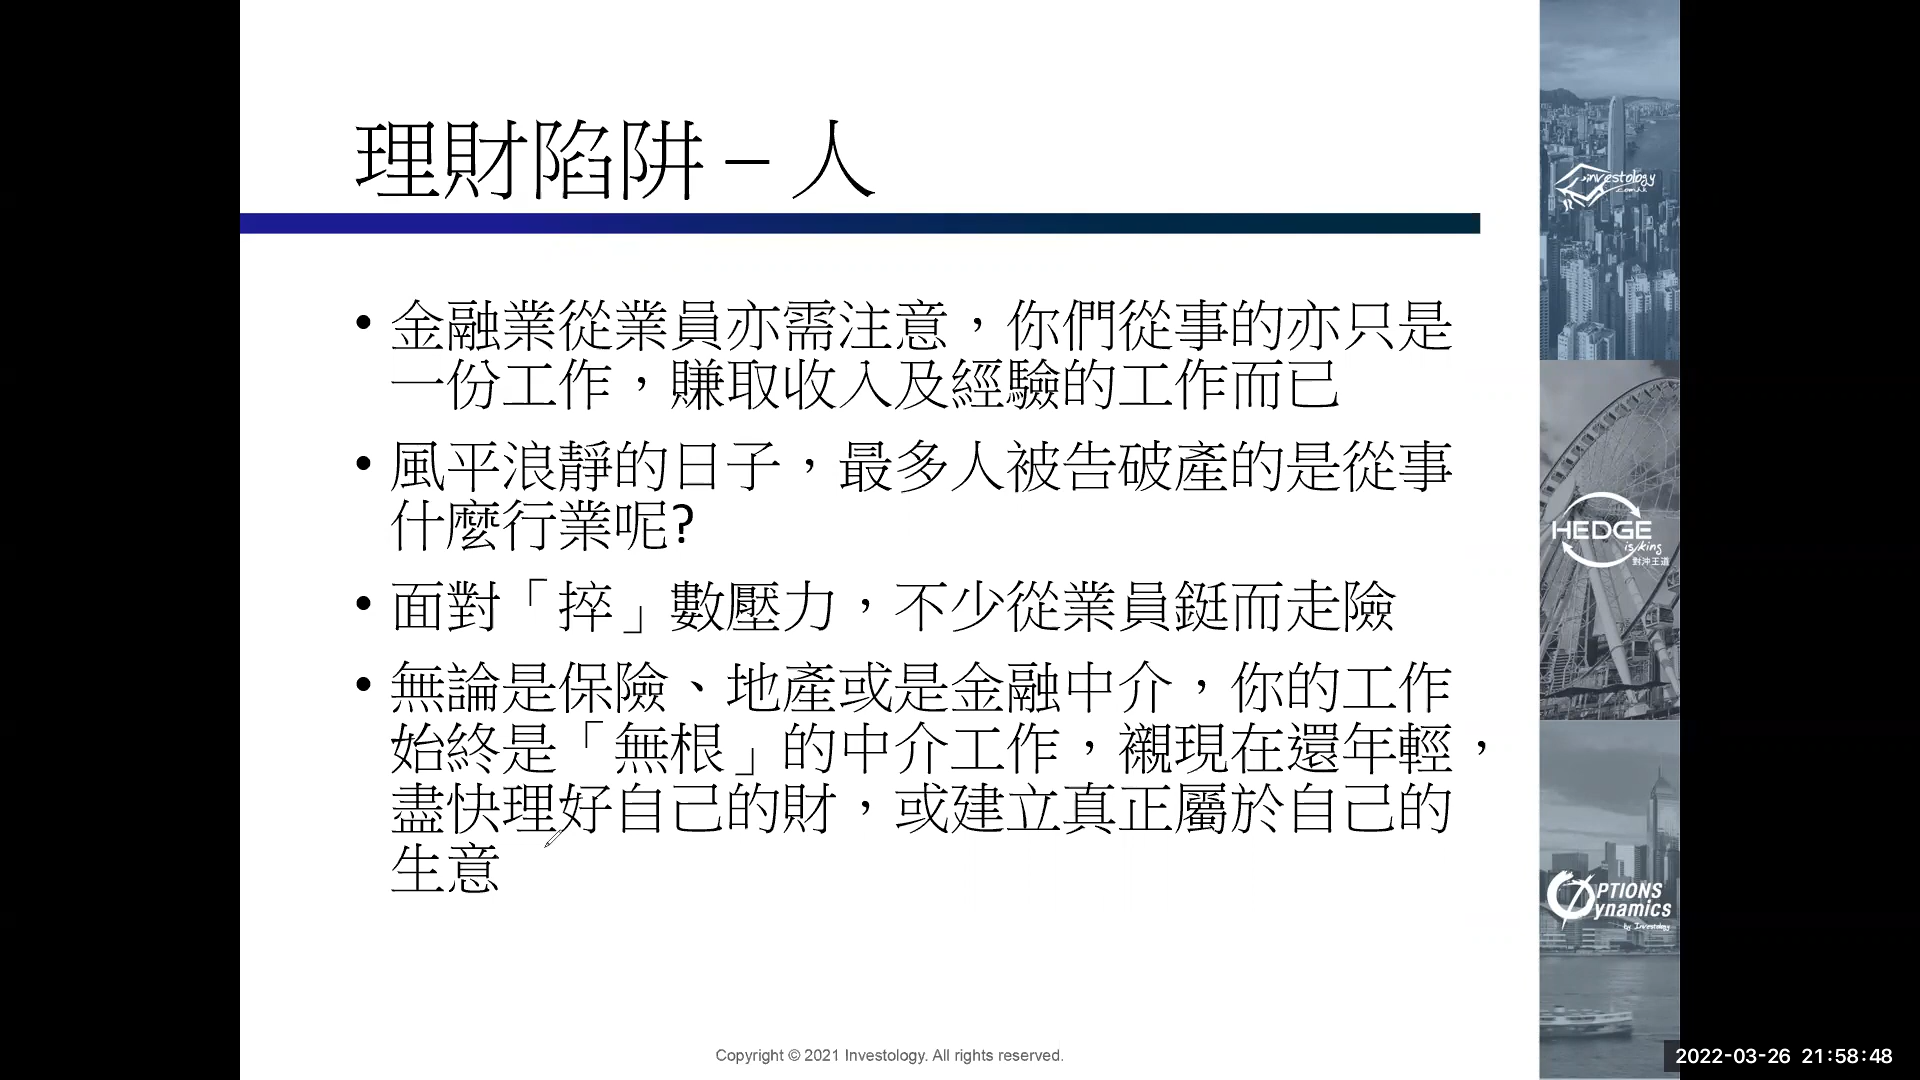 理財陷阱 – 人
• 金融業從業員亦需注意，你們從事的亦只是
一份工作，賺取收入及經驗的工作而已
• 風平浪靜的日子，最多人被告破產的是從事
什麼行業呢?
• 面對「捽」數壓力，不少從業員鋌而走險
• 無論是保險、地產或是金融中介，你的工作
始終是「無根」的中介工作，襯現在還年輕，
盡快理好自己的財，或建立真正屬於自己的
生意
investology
.com.hk
HEDGE
is king
對沖王道
OPTIONS
Dynamics
by Investology
Copyright © 2021 Investology. All rights reserved.
2022-03-26 21:58:48